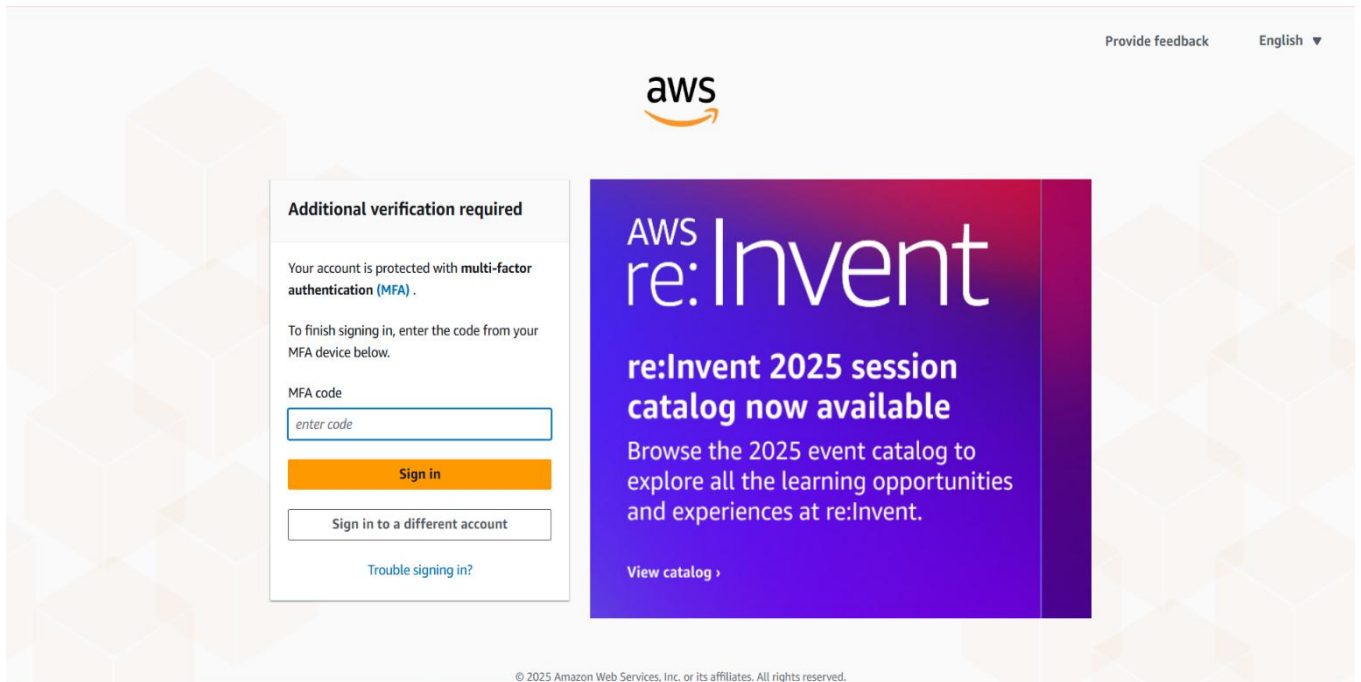 Provide feedback
English ▼
aws
Additional verification required
Your account is protected with multi-factor
authentication (MFA) .
To finish signing in, enter the code from your
MFA device below.
MFA code
enter code
Sign in
Sign in to a different account
Trouble signing in?
AWS
re:Invent
re:Invent 2025 session
catalog now available
Browse the 2025 event catalog to
explore all the learning opportunities
and experiences at re:Invent.
View catalog ›
© 2025 Amazon Web Services, Inc. or its affiliates. All rights reserved.